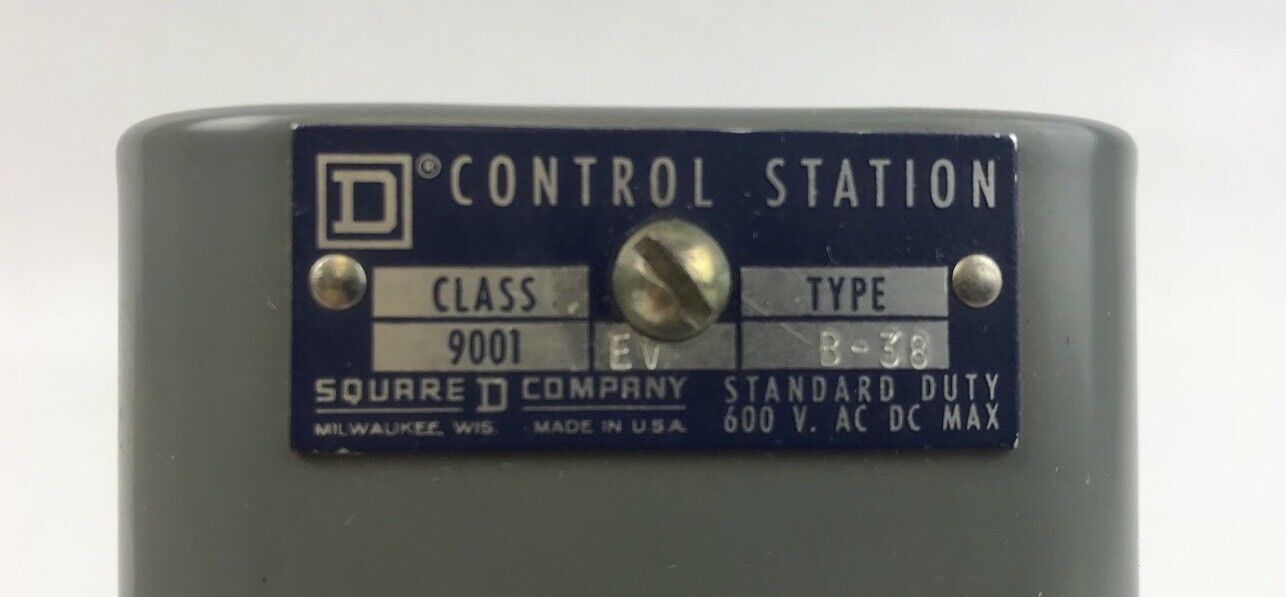 D® CONTROL STATION
CLASS TYPE
9001 EV B-38
SQUARE D COMPANY STANDARD DUTY
MILWAUKEE, WIS. MADE IN U.S.A. 600 V. AC DC MAX